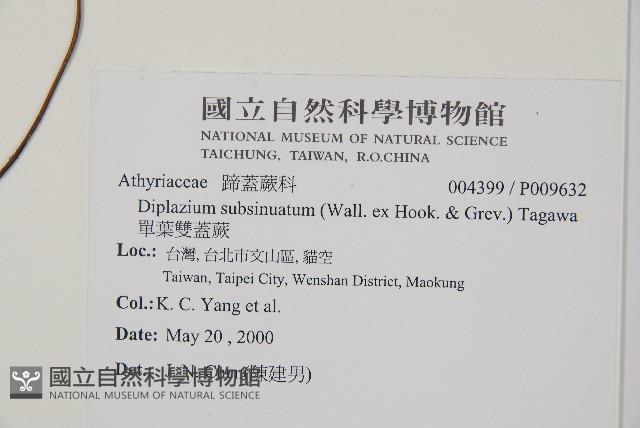 國立自然科學博物館
NATIONAL MUSEUM OF NATURAL SCIENCE
TAICHUNG, TAIWAN, R.O.CHINA
Athyriaceae 蹄蓋蕨科 004399 / P009632
Diplazium subsinuatum (Wall. ex Hook. & Grev.) Tagawa
單葉雙蓋蕨
Loc.: 台灣, 台北市文山區, 貓空
Taiwan, Taipei City, Wenshan District, Maokung
Col.: K. C. Yang et al.
Date: May 20 , 2000
Det.: (陳建男)
國立自然科學博物館
NATIONAL MUSEUM OF NATURAL SCIENCE